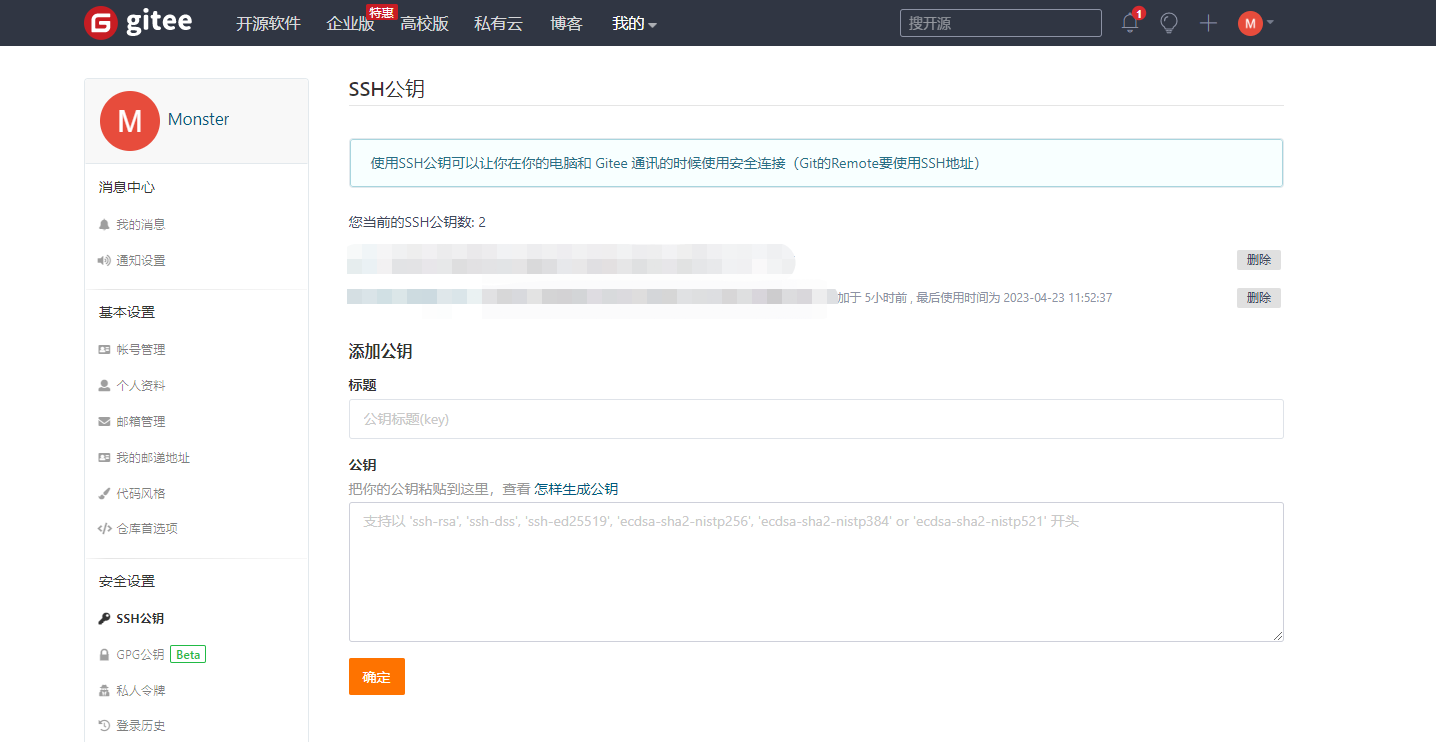 gitee 开源软件 企业版 特惠 高校版 私有云 博客 我的 搜开源 1 M
M Monster
消息中心
我的消息
通知设置
基本设置
帐号管理
个人资料
邮箱管理
我的邮递地址
代码风格
仓库首选项
安全设置
SSH公钥
GPG公钥 Beta
私人令牌
登录历史
SSH公钥
使用SSH公钥可以让你在你的电脑和 Gitee 通讯的时候使用安全连接（Git的Remote要使用SSH地址）
您当前的SSH公钥数: 2
删除
加于 5小时前 , 最后使用时间为 2023-04-23 11:52:37 删除
添加公钥
标题
公钥标题(key)
公钥
把你的公钥粘贴到这里，查看 怎样生成公钥
支持以 'ssh-rsa', 'ssh-dss', 'ssh-ed25519', 'ecdsa-sha2-nistp256', 'ecdsa-sha2-nistp384' or 'ecdsa-sha2-nistp521' 开头
确定